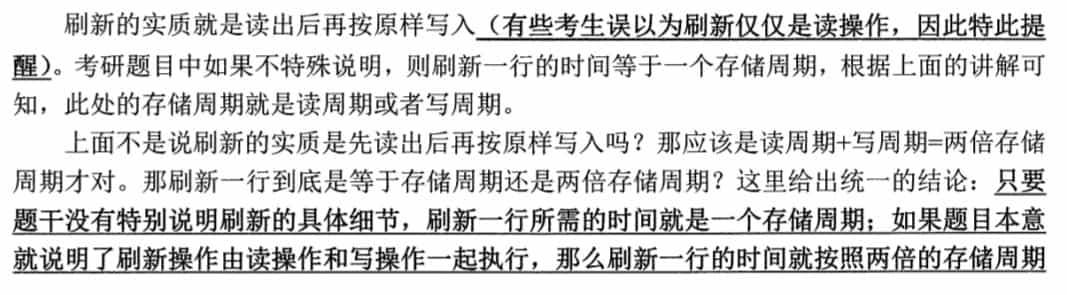 刷新的实质就是读出后再按原样写入（有些考生误以为刷新仅仅是读操作，因此特此提
醒）。考研题目中如果不特殊说明，则刷新一行的时间等于一个存储周期，根据上面的讲解可
知，此处的存储周期就是读周期或者写周期。
上面不是说刷新的实质是先读出后再按原样写入吗？那应该是读周期+写周期=两倍存储
周期才对。那刷新一行到底是等于存储周期还是两倍存储周期？这里给出统一的结论：只要
题干没有特别说明刷新的具体细节，刷新一行所需的时间就是一个存储周期；如果题目本意
就说明了刷新操作由读操作和写操作一起执行，那么刷新一行的时间就按照两倍的存储周期